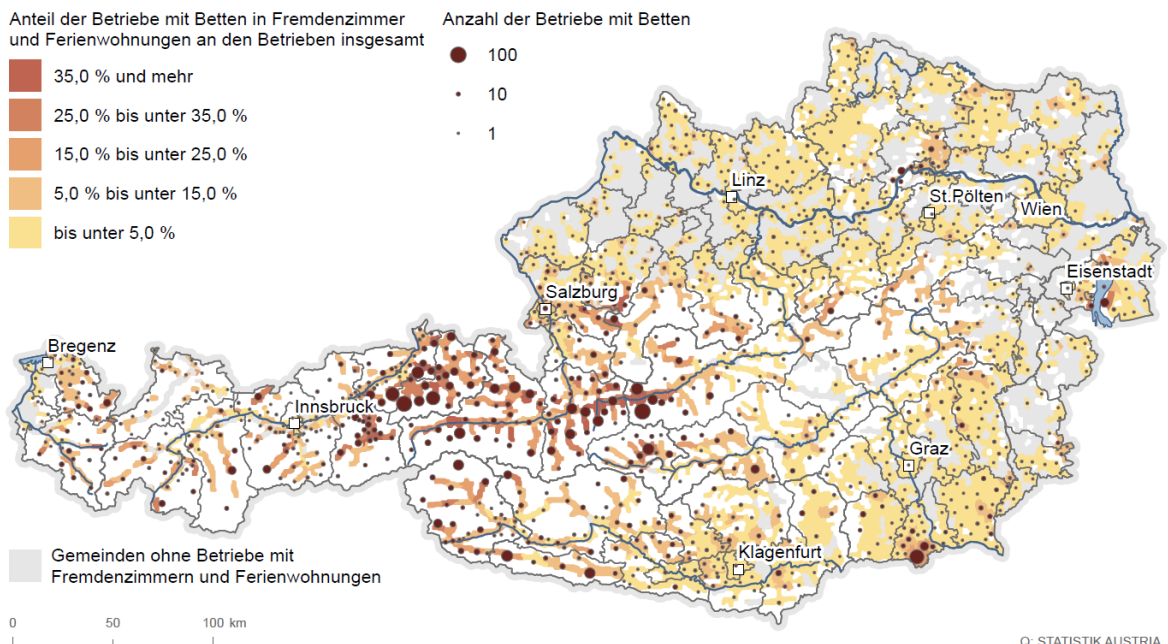 Anteil der Betriebe mit Betten in Fremdenzimmer
und Ferienwohnungen an den Betrieben insgesamt
35,0 % und mehr
25,0 % bis unter 35,0 %
15,0 % bis unter 25,0 %
5,0 % bis unter 15,0 %
bis unter 5,0 %
Anzahl der Betriebe mit Betten
100
10
1
Linz
St.Pölten
Wien
Eisenstadt
Salzburg
Bregenz
Innsbruck
Graz
Klagenfurt
Gemeinden ohne Betriebe mit
Fremdenzimmern und Ferienwohnungen
0 50 100 km
Q: STATISTIK AUSTRIA